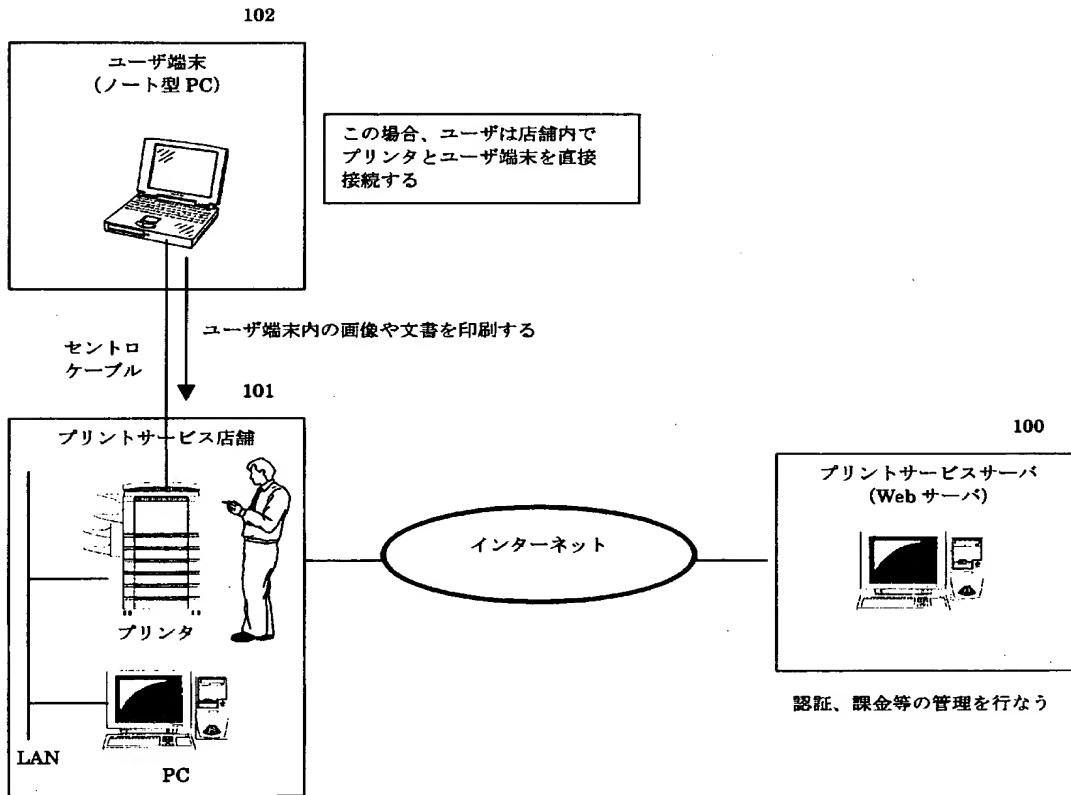 102
ユーザ端末
(ノート型 PC)
この場合、ユーザは店舗内で
プリンタとユーザ端末を直接
接続する
ユーザ端末内の画像や文書を印刷する
セントロ
ケーブル
101
プリントサービス店舗
プリンタ
LAN
PC
インターネット
100
プリントサービスサーバ
(Web サーバ)
認証、課金等の管理を行なう